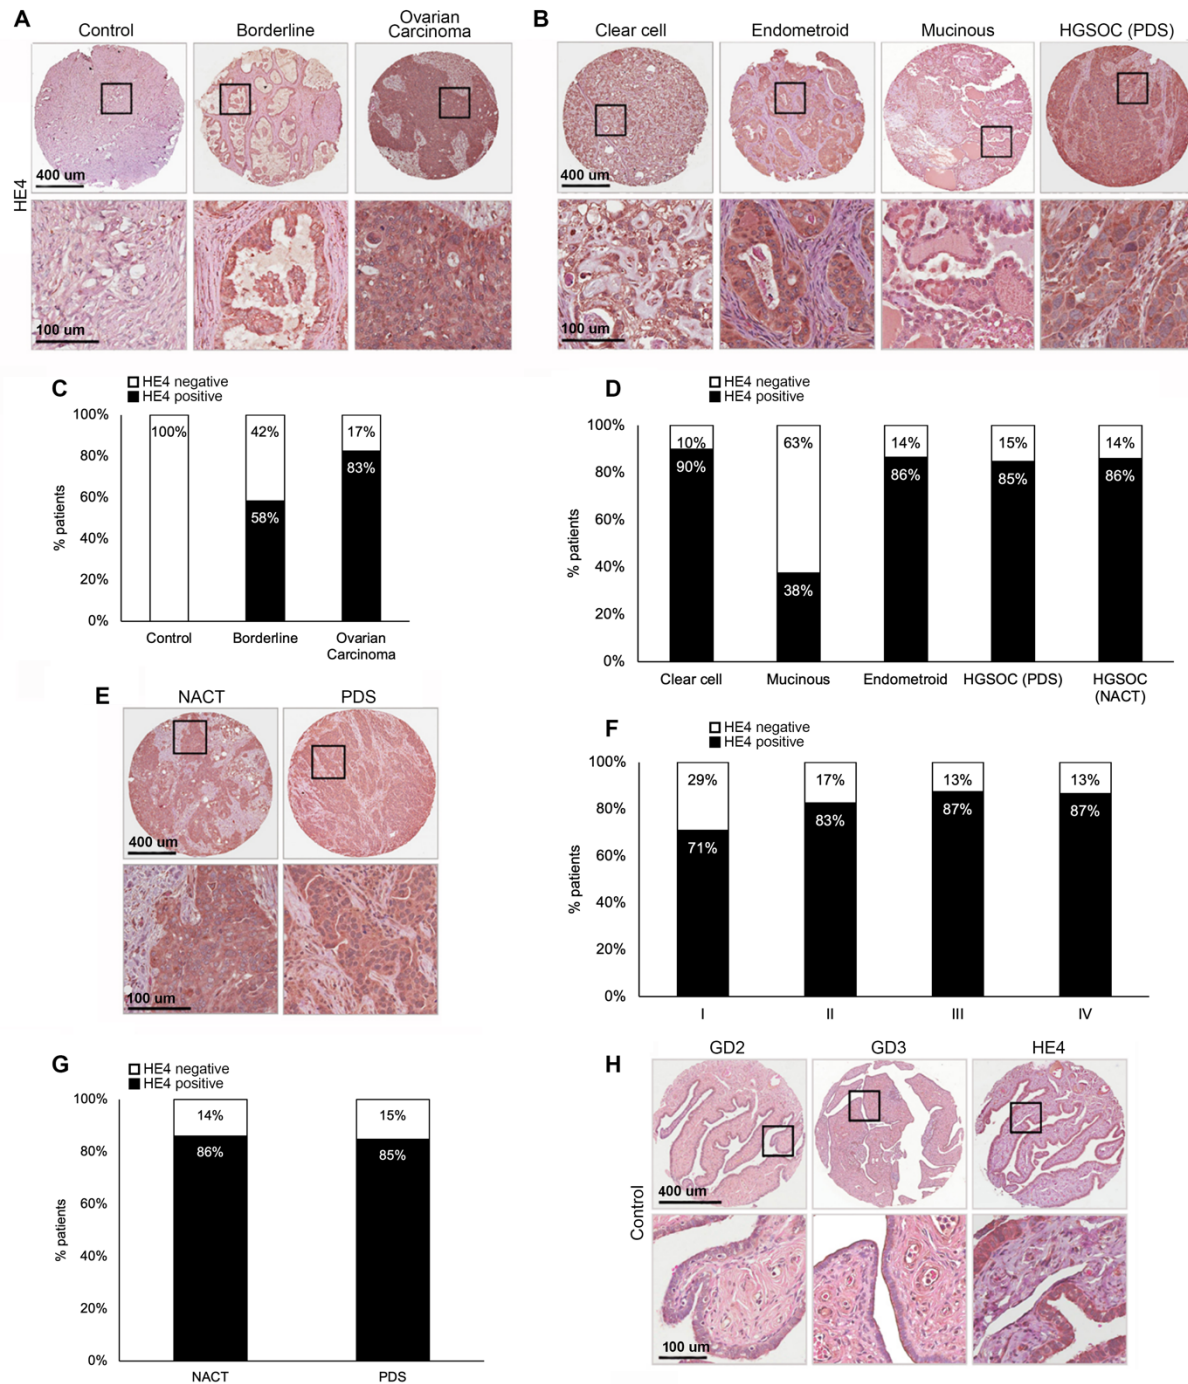 A
Control
Borderline
Ovarian
Carcinoma
HE4
400 um
100 um
B
Clear cell
Endometroid
Mucinous
HGSOC (PDS)
400 um
100 um
C
HE4 negative
HE4 positive
% patients
100%
80%
60%
40%
20%
0%
100%
42%
58%
17%
83%
Control
Borderline
Ovarian
Carcinoma
D
HE4 negative
HE4 positive
% patients
100%
80%
60%
40%
20%
0%
10%
90%
63%
38%
14%
86%
15%
85%
14%
86%
Clear cell
Mucinous
Endometroid
HGSOC (PDS)
HGSOC
(NACT)
E
NACT
PDS
400 um
100 um
F
HE4 negative
HE4 positive
% patients
100%
80%
60%
40%
20%
0%
29%
71%
17%
83%
13%
87%
13%
87%
I
II
III
IV
G
HE4 negative
HE4 positive
% patients
100%
80%
60%
40%
20%
0%
14%
86%
15%
85%
NACT
PDS
H
GD2
GD3
HE4
Control
400 um
100 um